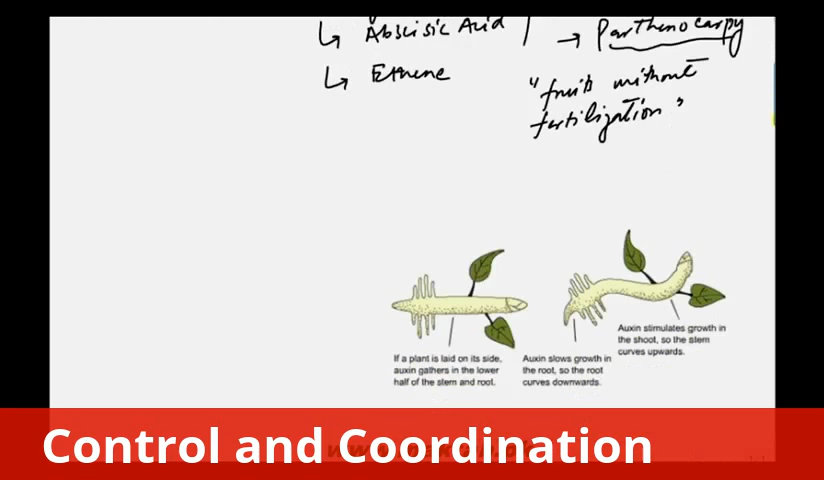 ↳ Abscisic Acid
→ Parthenocarpy
↳ Ethene
"fruits without
fertilization"
If a plant is laid on its side,
auxin gathers in the lower
half of the stem and root.
Auxin slows growth in
the root, so the root
curves downwards.
Auxin stimulates growth in
the shoot, so the stem
curves upwards.
Control and Coordination